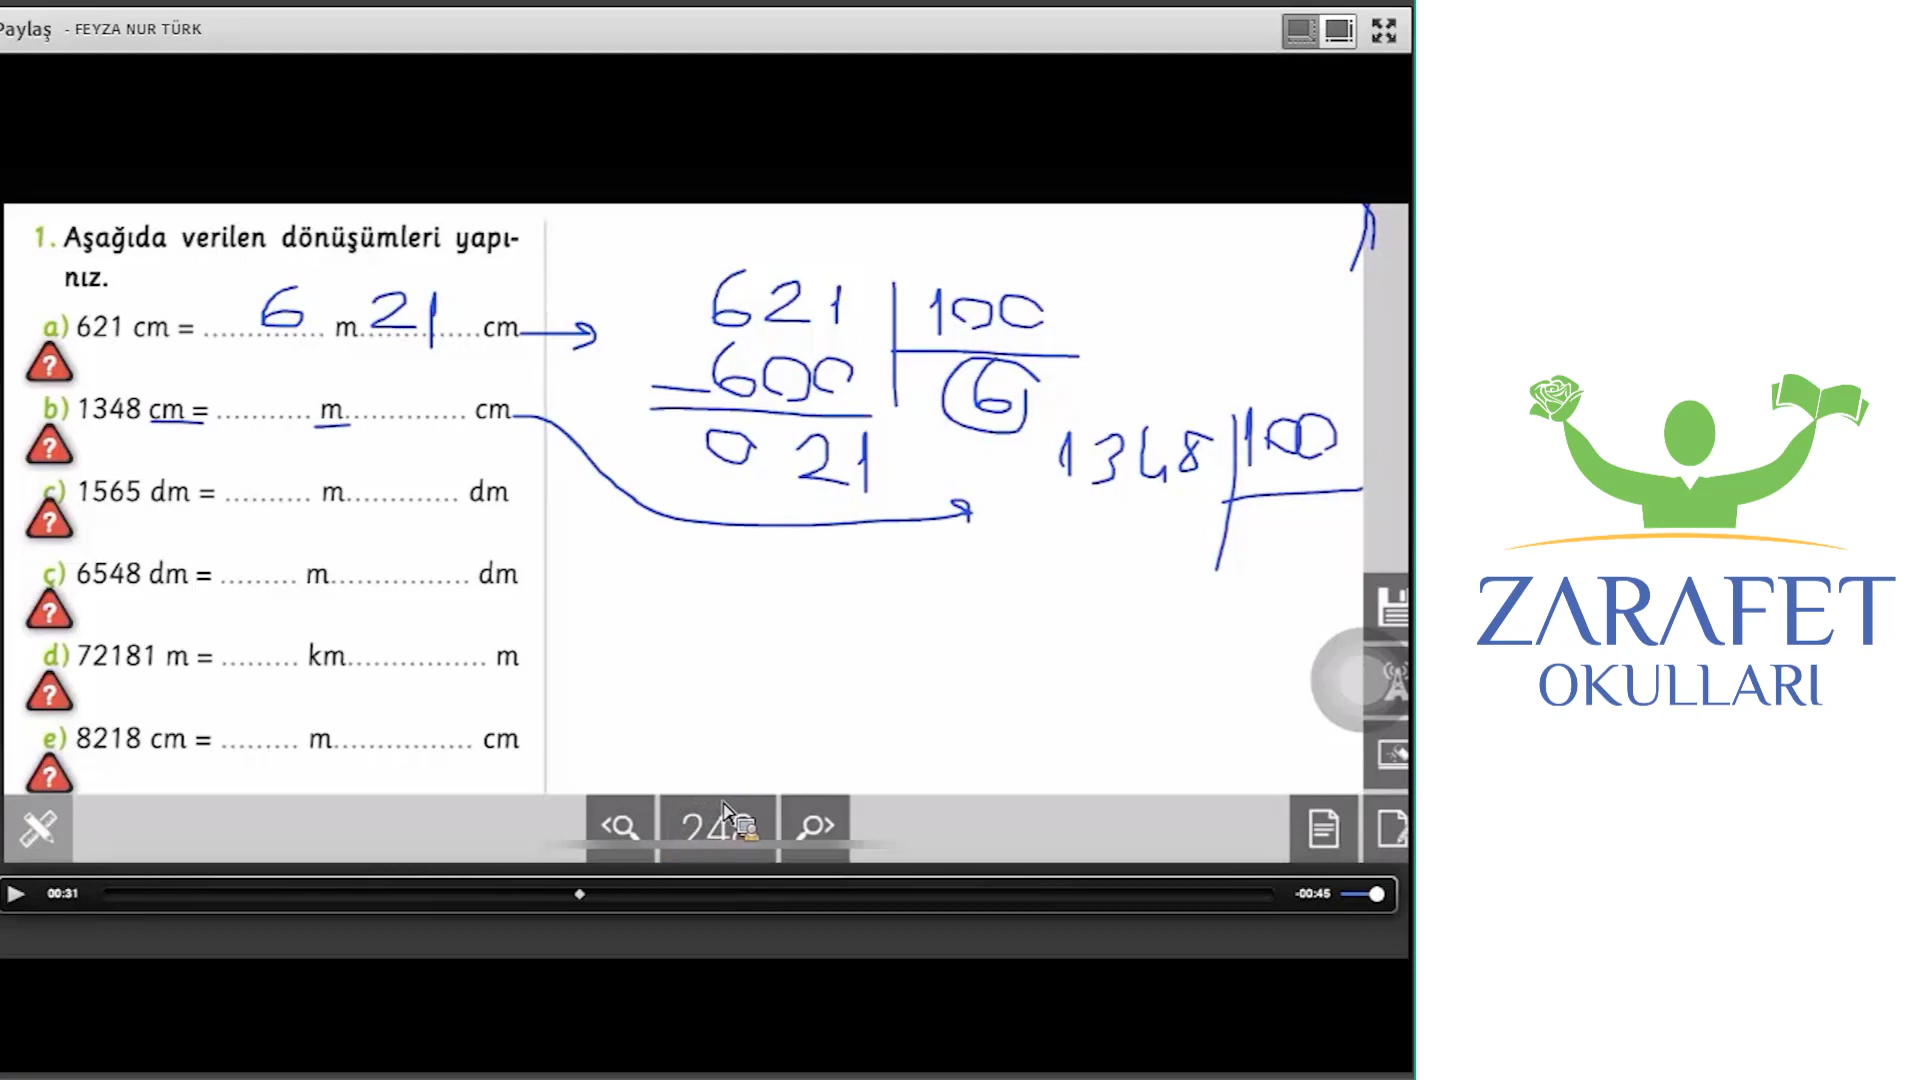 Paylaş - FEYZA NUR TÜRK
1. Aşağıda verilen dönüşümleri yapı-
nız.
a) 621 cm = ............ 6 m 21 ............ cm
b) 1348 cm = ............ m ............ cm
c) 1565 dm = .......... m............. dm
ç) 6548 dm = ......... m............... dm
d) 72181 m = ......... km............... m
e) 8218 cm = ......... m............... cm
621 100
- 600 6
0 21
1348 100
00:31
-00:45
ZARAFET
OKULLARI